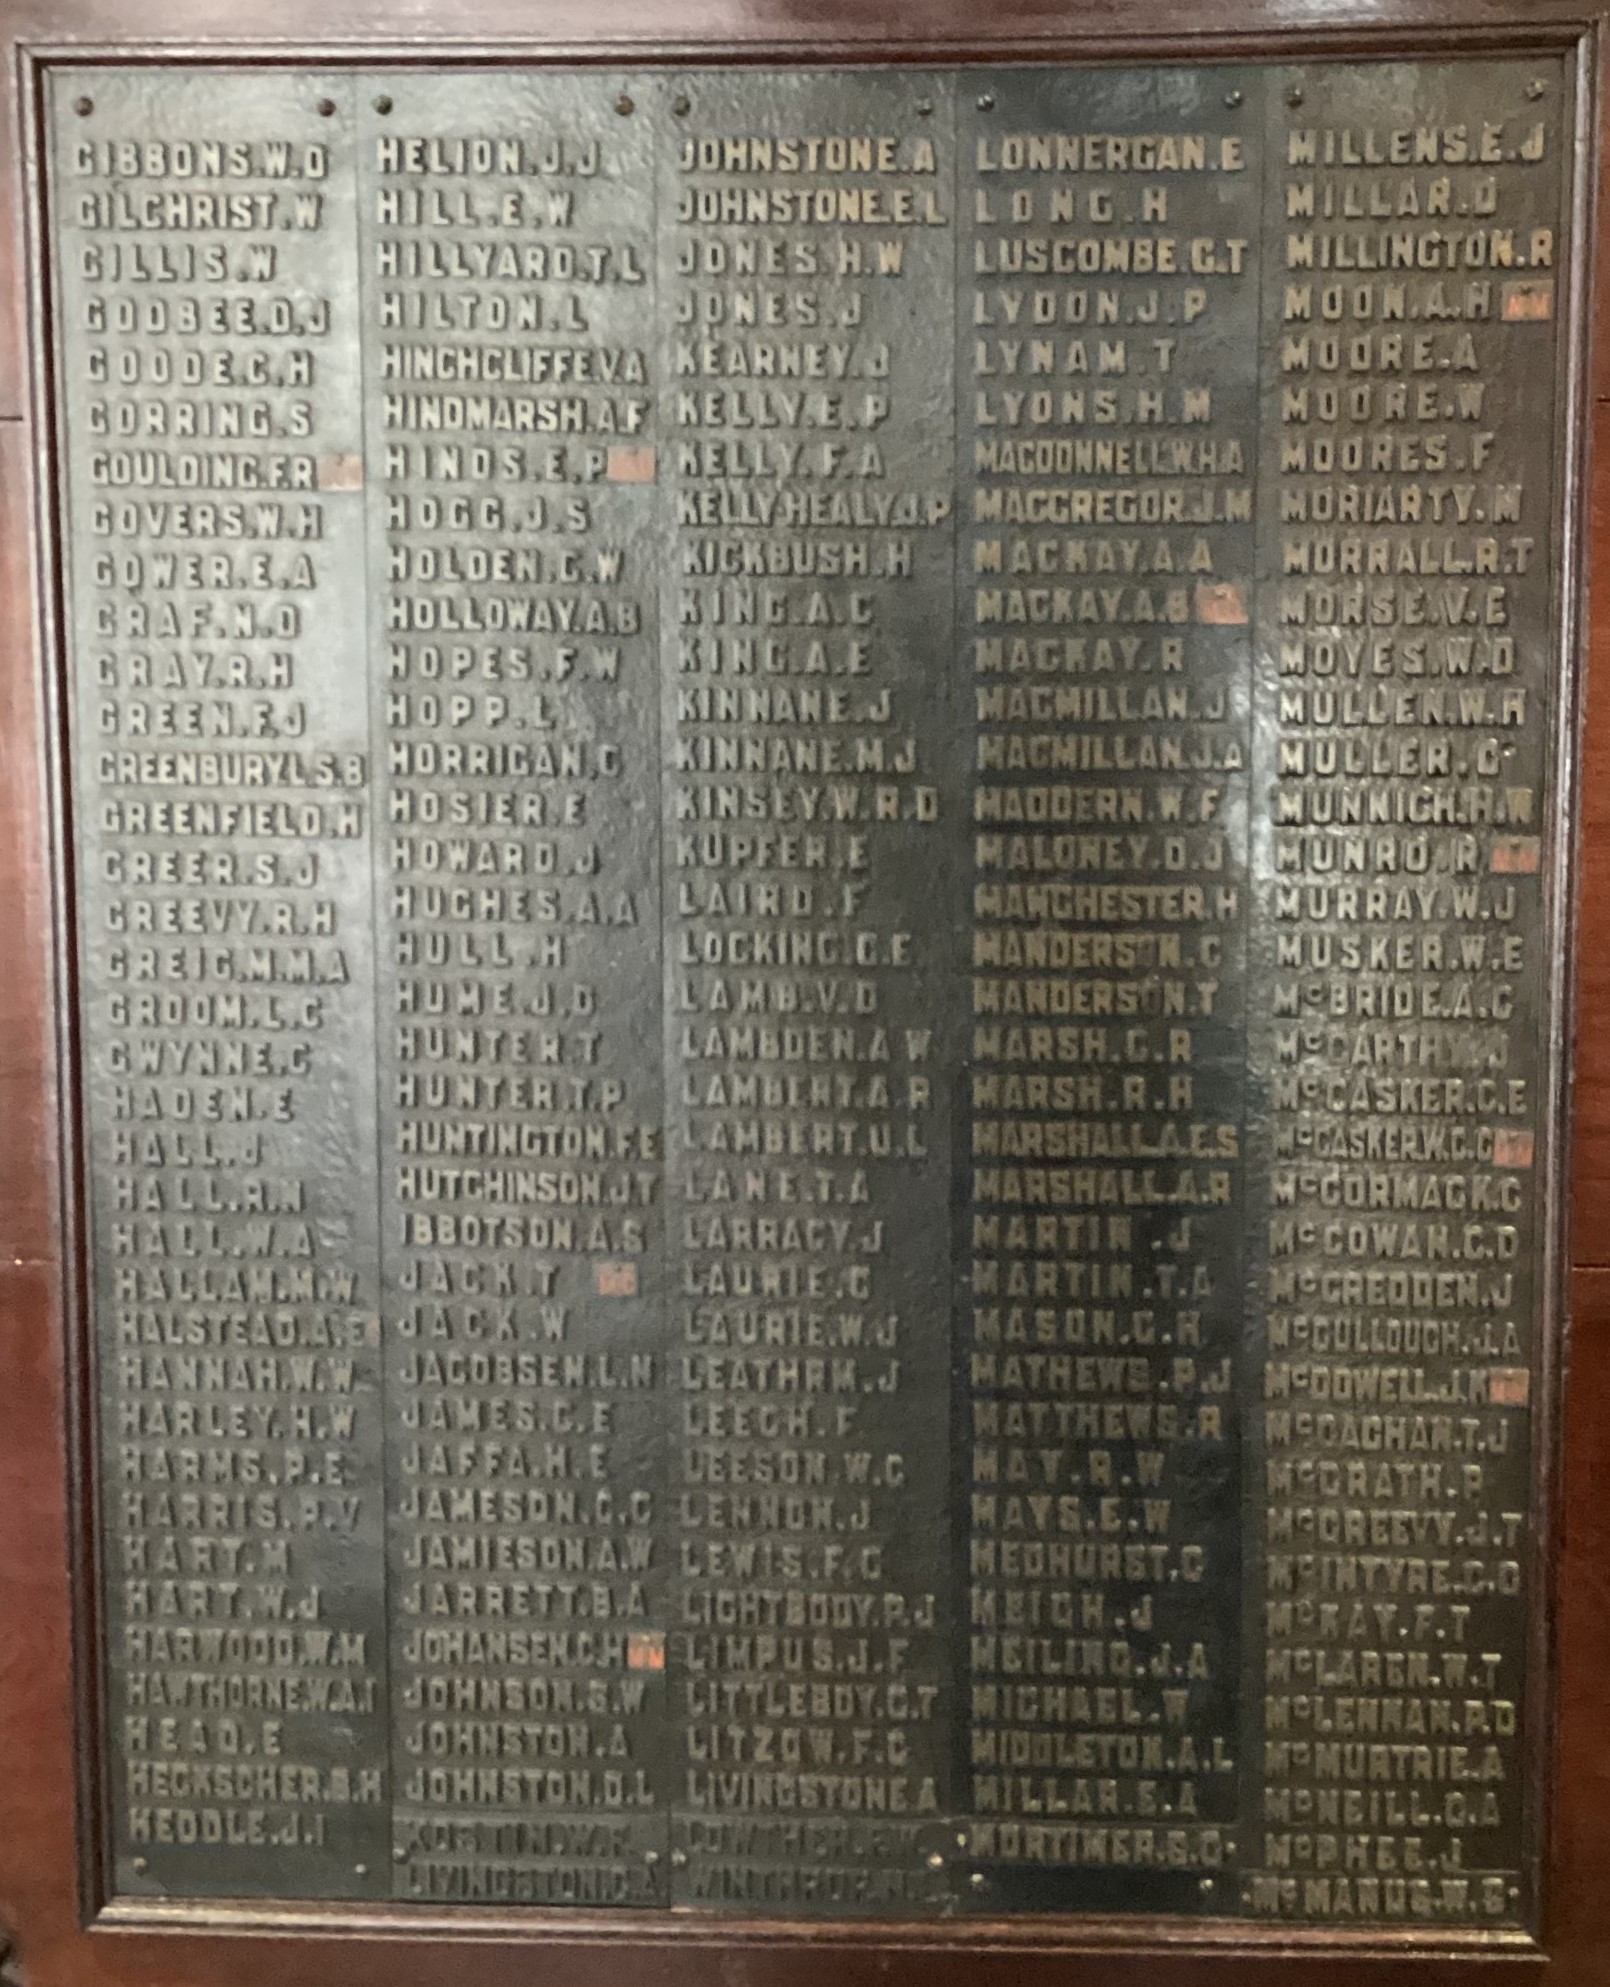 GIBBONS.W.O
GILCHRIST.W
GILLIS.W
GODBEE.D.J
GOODE.C.H
GORRING.S
GOULDING.F.R
GOVERS.W.H
GOWER.E.A
GRAF.N.O
GRAY.R.H
GREEN.F.J
GREENBURY.L.S.B
GREENFIELD.H
GREER.S.J
GREEVY.R.H
GREIG.M.M.A
GROOM.L.C
GWYNNE.C
HADEN.E
HALL.J
HALL.R.N
HALL.W.A
HALLAM.M.W
HALSTEAD.A.E
HANNAH.W.W
HARLEY.H.W
HARMS.P.E
HARRIS.P.V
HART.M
HART.W.J
HARWOOD.W.M
HAWTHORNE.W.A.I
HEAD.E
HECKSCHER.B.H
HEDDLE.J.I
HELION.J.J
HILL.E.W
HILLYARD.T.L
HILTON.L
HINCHCLIFFE.V.A
HINDMARSH.A.F
HINDS.E.P
HOGG.J.S
HOLDEN.C.W
HOLLOWAY.A.B
HOPES.F.W
HOPP.L
HORRIGAN.C
HOSIER.E
HOWARD.J
HUGHES.A.A
HULL.H
HUME.J.D
HUNTER.T
HUNTER.T.P
HUNTINGTON.F.E
HUTCHINSON.J.T
IBBOTSON.A.S
JACK.T
JACK.W
JACOBSEN.L.N
JAMES.C.E
JAFFA.H.E
JAMESON.C.C
JAMIESON.A.W
JARRETT.B.A
JOHANSEN.C.H
JOHNSON.S.W
JOHNSTON.A
JOHNSTON.D.L
KOSTIN.W.F.
LIVINGSTON.C.A
JOHNSTONE.A
JOHNSTONE.E.L
JONES.H.W
JONES.J
KEARNEY.J
KELLY.E.P
KELLY.F.A
KELLY-HEALY.J.P
KICKBUSH.H
KING.A.C
KING.A.E
KINNANE.J
KINNANE.M.J
KINSEY.W.R.D
KUPFER.E
LAIRD.F
LOCKING.C.E
LAMB.V.D
LAMBDEN.A W
LAMBERT.A.R
LAMBERT.U.L
LANE.T.A
LARRACY.J
LAURIE.C
LAURIE.W.J
LEATHRM.J
LEECH.F
LEESON.W.C
LENNON.J
LEWIS.F.C
LIGHTBODY.P.J
LIMPUS.J.F
LITTLEBOY.C.T
LITZOW.F.C
LIVINGSTONE.A
LOWTHER.F.W.
WINTHROP.N.
LONNERGAN.E
LONG.H
LUSCOMBE.G.T
LYDON.J.P
LYNAM.T
LYONS.H.M
MACDONNELL.W.H.A
MACGREGOR.J.M
MACKAY.A.A
MACKAY.A.B
MACKAY.R
MACMILLAN.J
MACMILLAN.J.A
MADDERN.W.F
MALONEY.D.J
MANCHESTER.H
MANDERSON.C
MANDERSON.T
MARSH.G.R
MARSH.R.H
MARSHALL.A.E.S
MARSHALL.A.R
MARTIN.J
MARTIN.T.A
MASON.C.H
MATHEWS.P.J
MATTHEWS.R
MAY.R.W
MAYS.E.W
MEDHURST.C
MEIGH.J
MEILING.J.A
MICHAEL.W
MIDDLETON.A.L
MILLAR.E.A
MORTIMER.S.C.
MILLENS.E.J
MILLAR.D
MILLINGTON.R
MOON.A.H
MOORE.A
MOORE.W
MOORES.F
MORIARTY.M
MORRALL.R.T
MORSE.V.E
MOYES.W.D
MULLEN.W.H
MULLER.C
MUNNICH.H.W
MUNRO.R
MURRAY.W.J
MUSKER.W.E
McBRIDE.A.C
McCARTHY.J
McCASKER.C.E
McCASKER.W.C.C
McCORMACK.C
McCOWAN.C.D
McCREDDEN.J
McCULLOUGH.J.A
McDOWELL.J.K
McGAGHAN.T.J
McGRATH.P
McGREEVY.J.T
McINTYRE.C.D
McKAY.F.T
McLAREN.W.T
McLENNAN.P.D
McMURTRIE.A
McNEILL.D.A
McPHEE.J
McMANUS.W.S.